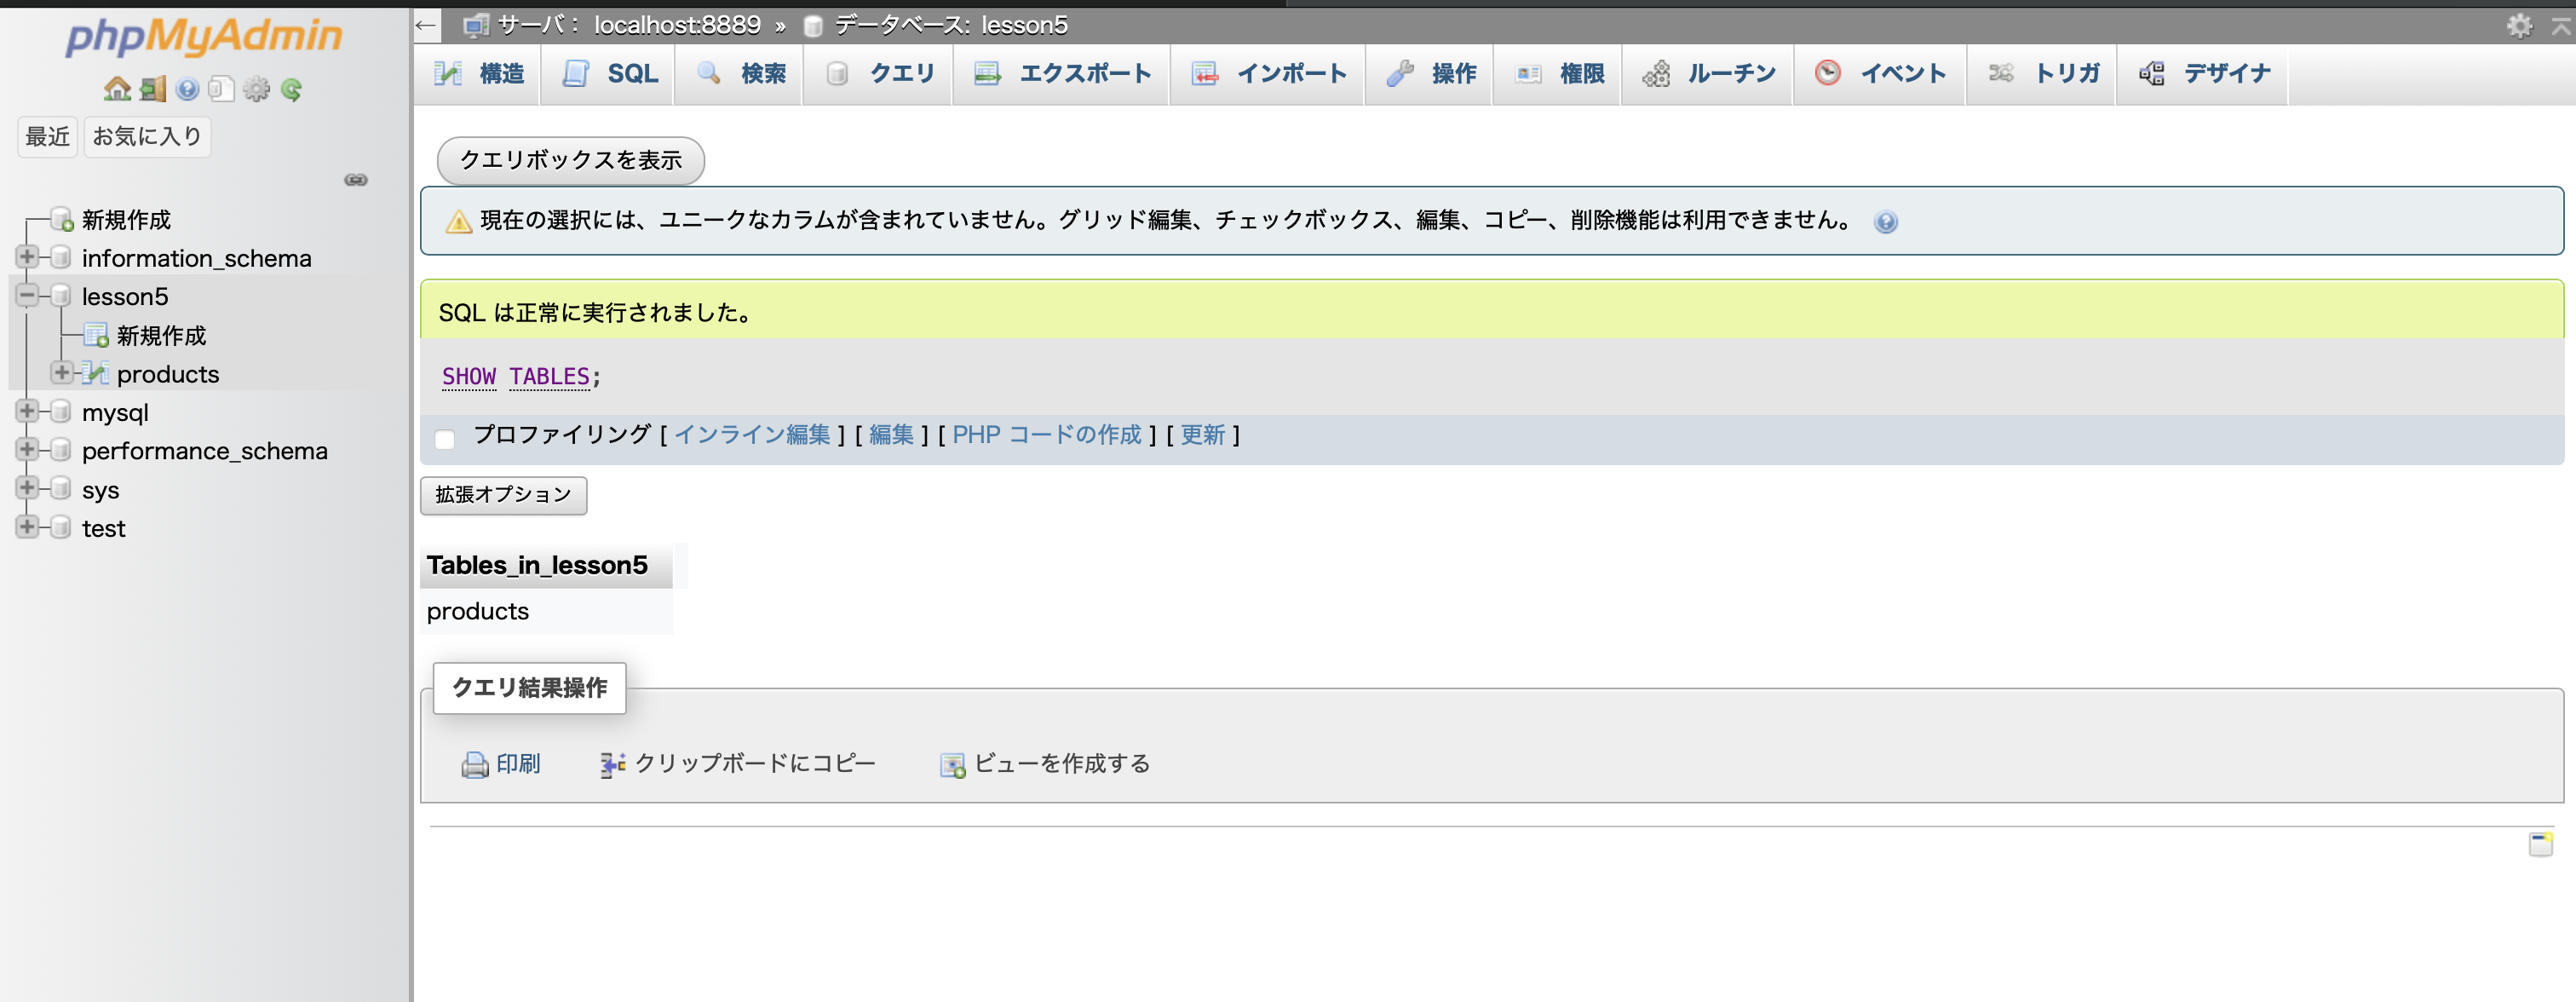 phpMyAdmin
最近 お気に入り
新規作成
information_schema
lesson5
新規作成
products
mysql
performance_schema
sys
test
← サーバ： localhost:8889 » データベース: lesson5
構造 SQL 検索 クエリ エクスポート インポート 操作 権限 ルーチン イベント トリガ デザイナ
クエリボックスを表示
現在の選択には、ユニークなカラムが含まれていません。グリッド編集、チェックボックス、編集、コピー、削除機能は利用できません。
SQL は正常に実行されました。
SHOW TABLES;
プロファイリング [ インライン編集 ] [ 編集 ] [ PHP コードの作成 ] [ 更新 ]
拡張オプション
Tables_in_lesson5
products
クエリ結果操作
印刷 クリップボードにコピー ビューを作成する